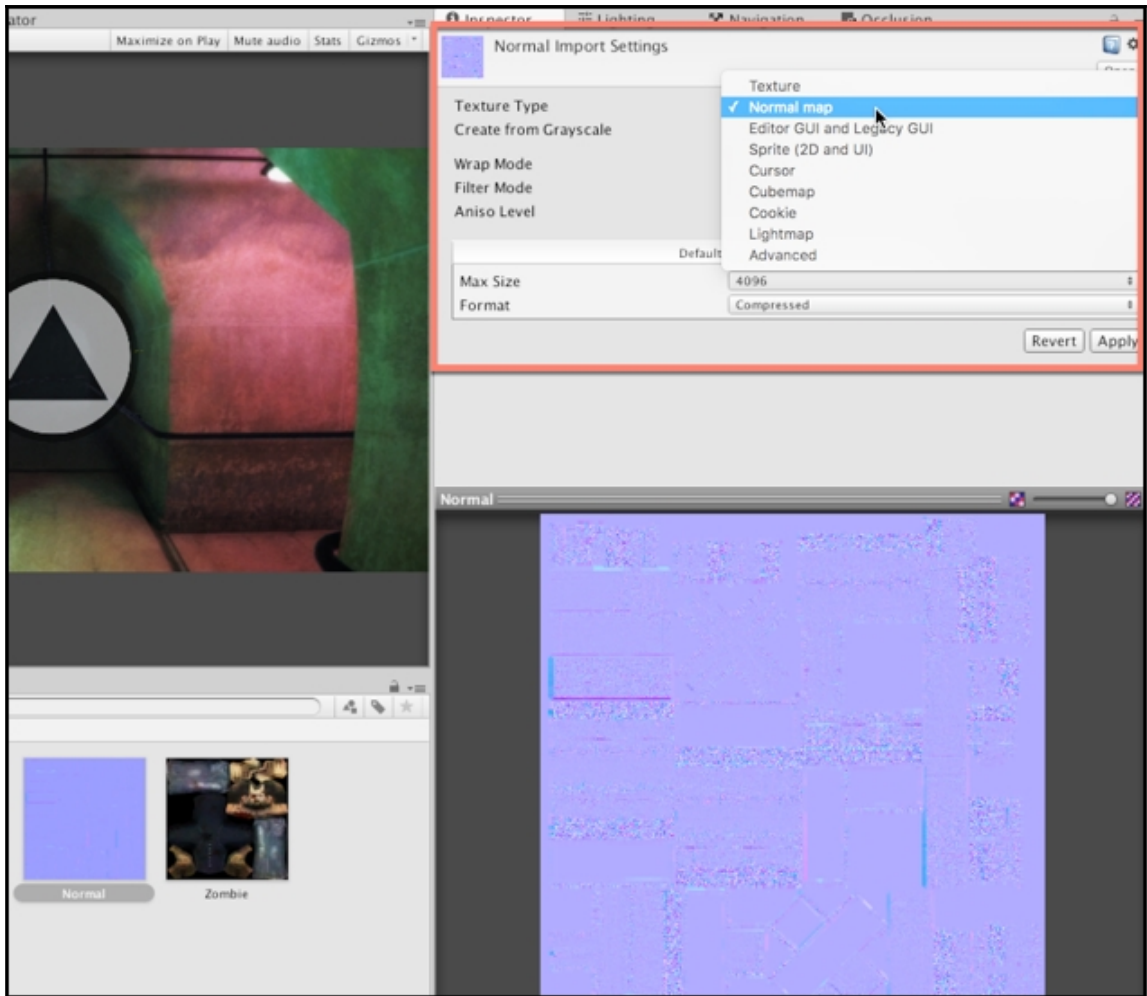 ator
Inspector Lighting Navigation Occlusion
Maximize on Play Mute audio Stats Gizmos
Normal Import Settings
Texture Type
Create from Grayscale
Wrap Mode
Filter Mode
Aniso Level
Texture
✓ Normal map
Editor GUI and Legacy GUI
Sprite (2D and UI)
Cursor
Cubemap
Cookie
Lightmap
Advanced
Default
Max Size 4096
Format Compressed
Revert Apply
Normal
Normal Zombie